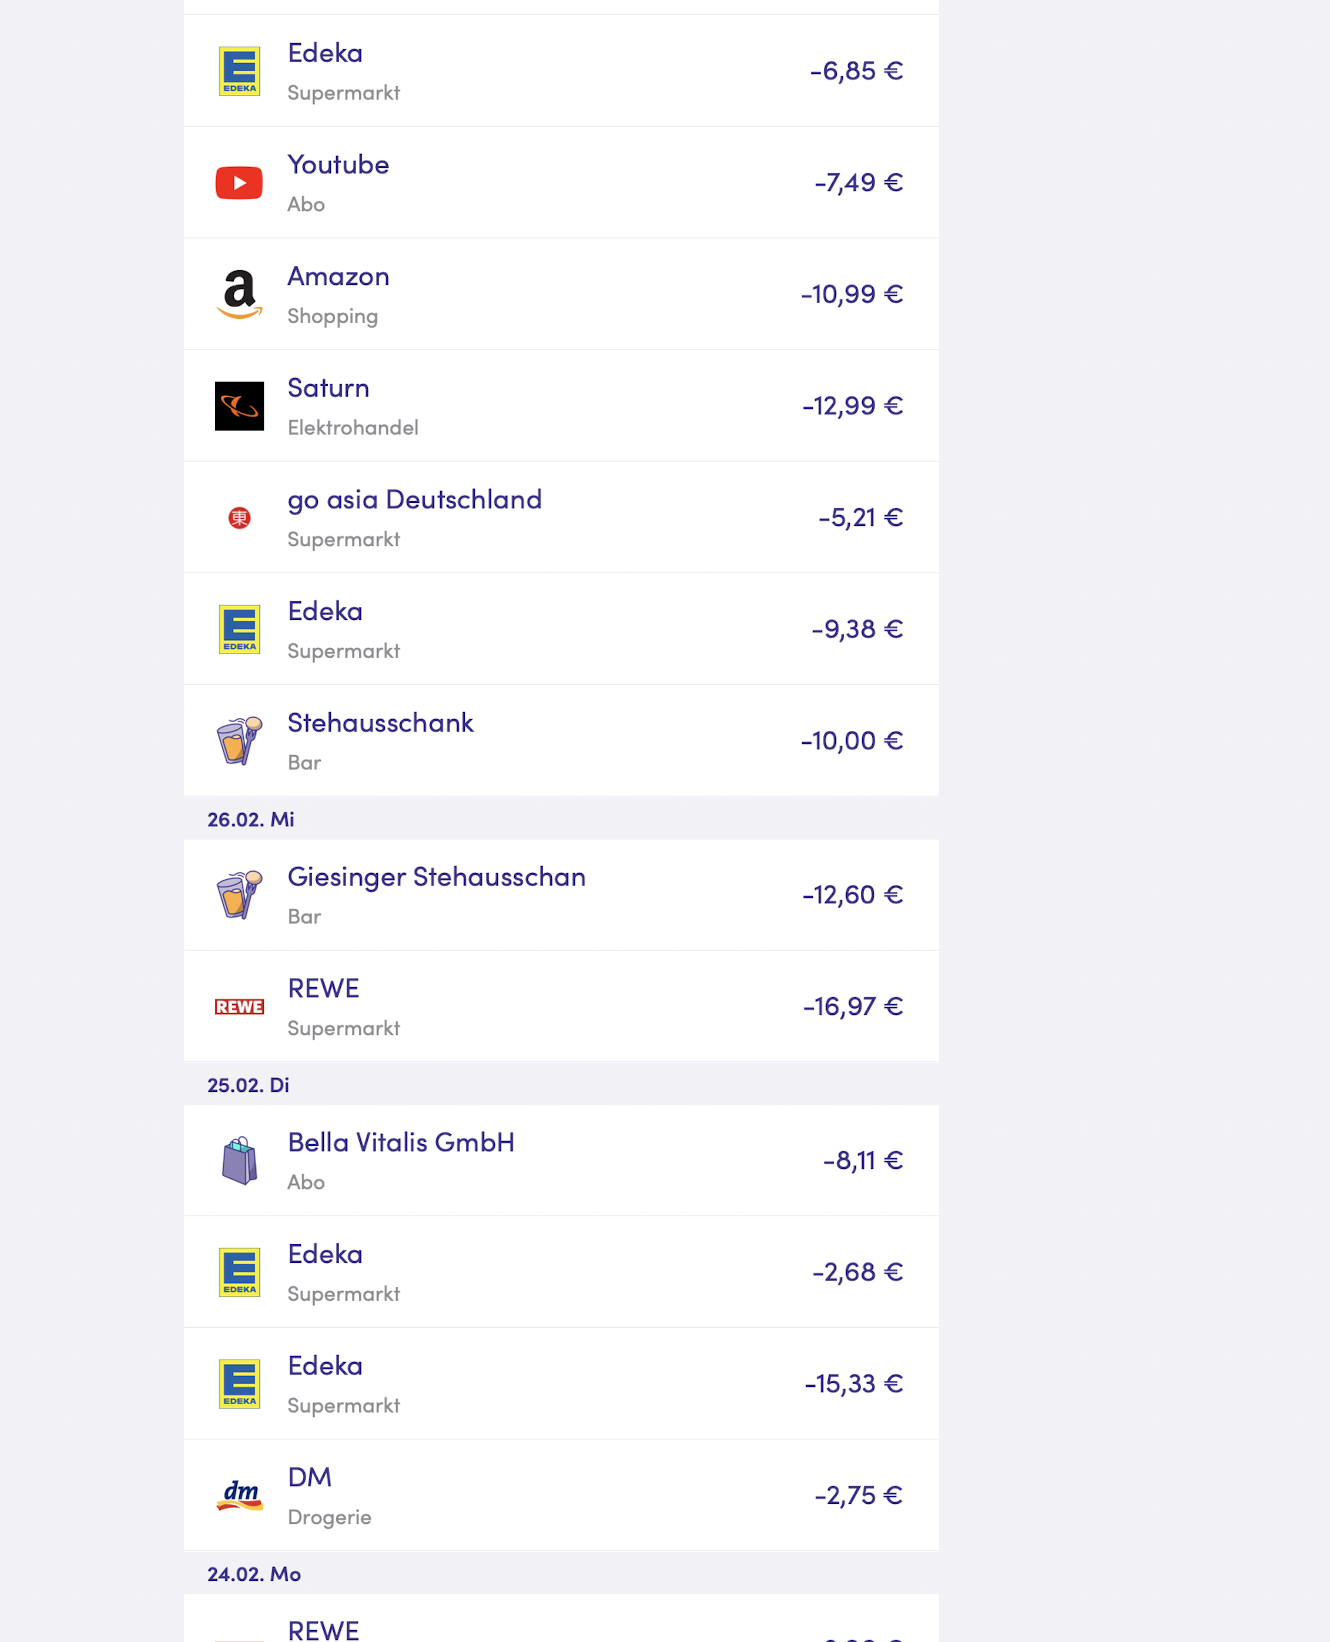 Edeka
-6,85 €
EDEKA
Supermarkt
Youtube
-7,49 €
Abo
Amazon
-10,99 €
a
Shopping
Saturn
-12,99 €
Elektrohandel
go asia Deutschland
-5,21 €
東
Supermarkt
Edeka
-9,38 €
EDEKA
Supermarkt
Stehausschank
-10,00 €
Bar
26.02. Mi
Giesinger Stehausschan
-12,60 €
Bar
REWE
-16,97 €
REWE
Supermarkt
25.02. Di
Bella Vitalis GmbH
-8,11 €
Abo
Edeka
-2,68 €
EDEKA
Supermarkt
Edeka
-15,33 €
EDEKA
Supermarkt
DM
-2,75 €
dm
Drogerie
24.02. Mo
REWE